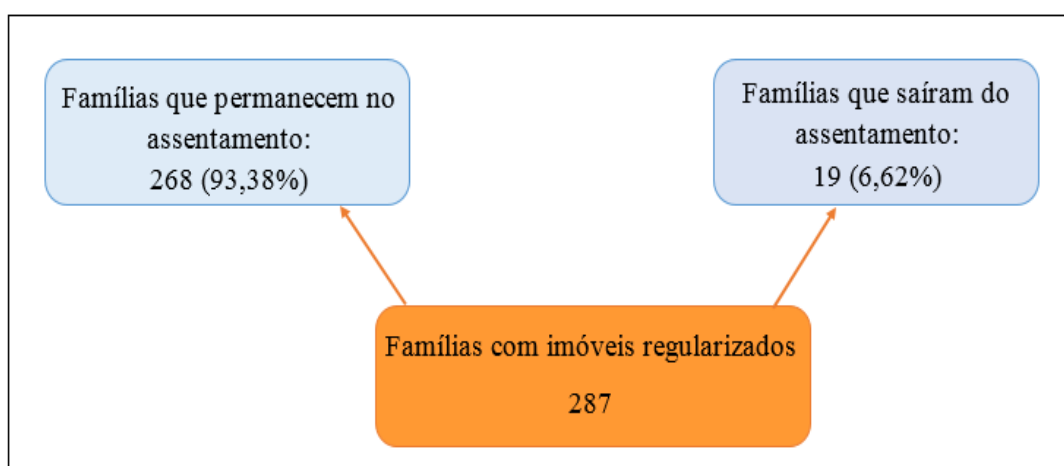 Famílias que permanecem no
assentamento:
268 (93,38%)
Famílias que saíram do
assentamento:
19 (6,62%)
Famílias com imóveis regularizados
287